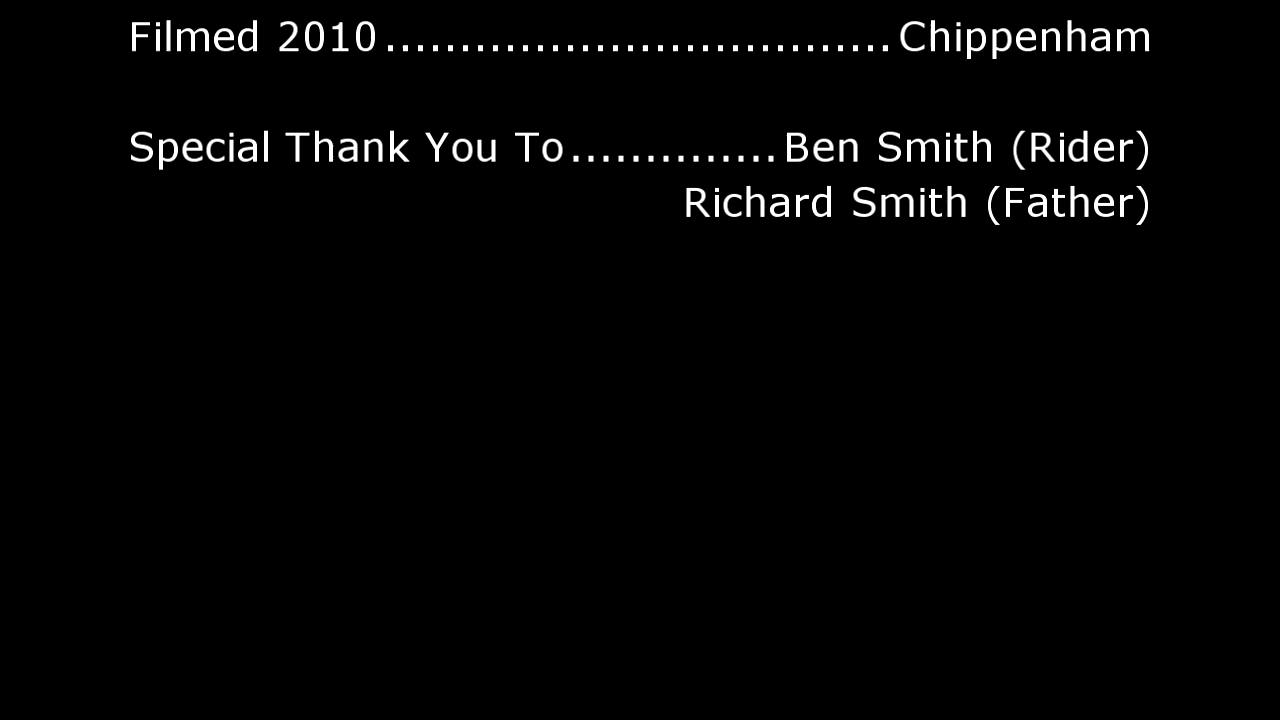 Filmed 2010..................................Chippenham
Special Thank You To..............Ben Smith (Rider)
Richard Smith (Father)